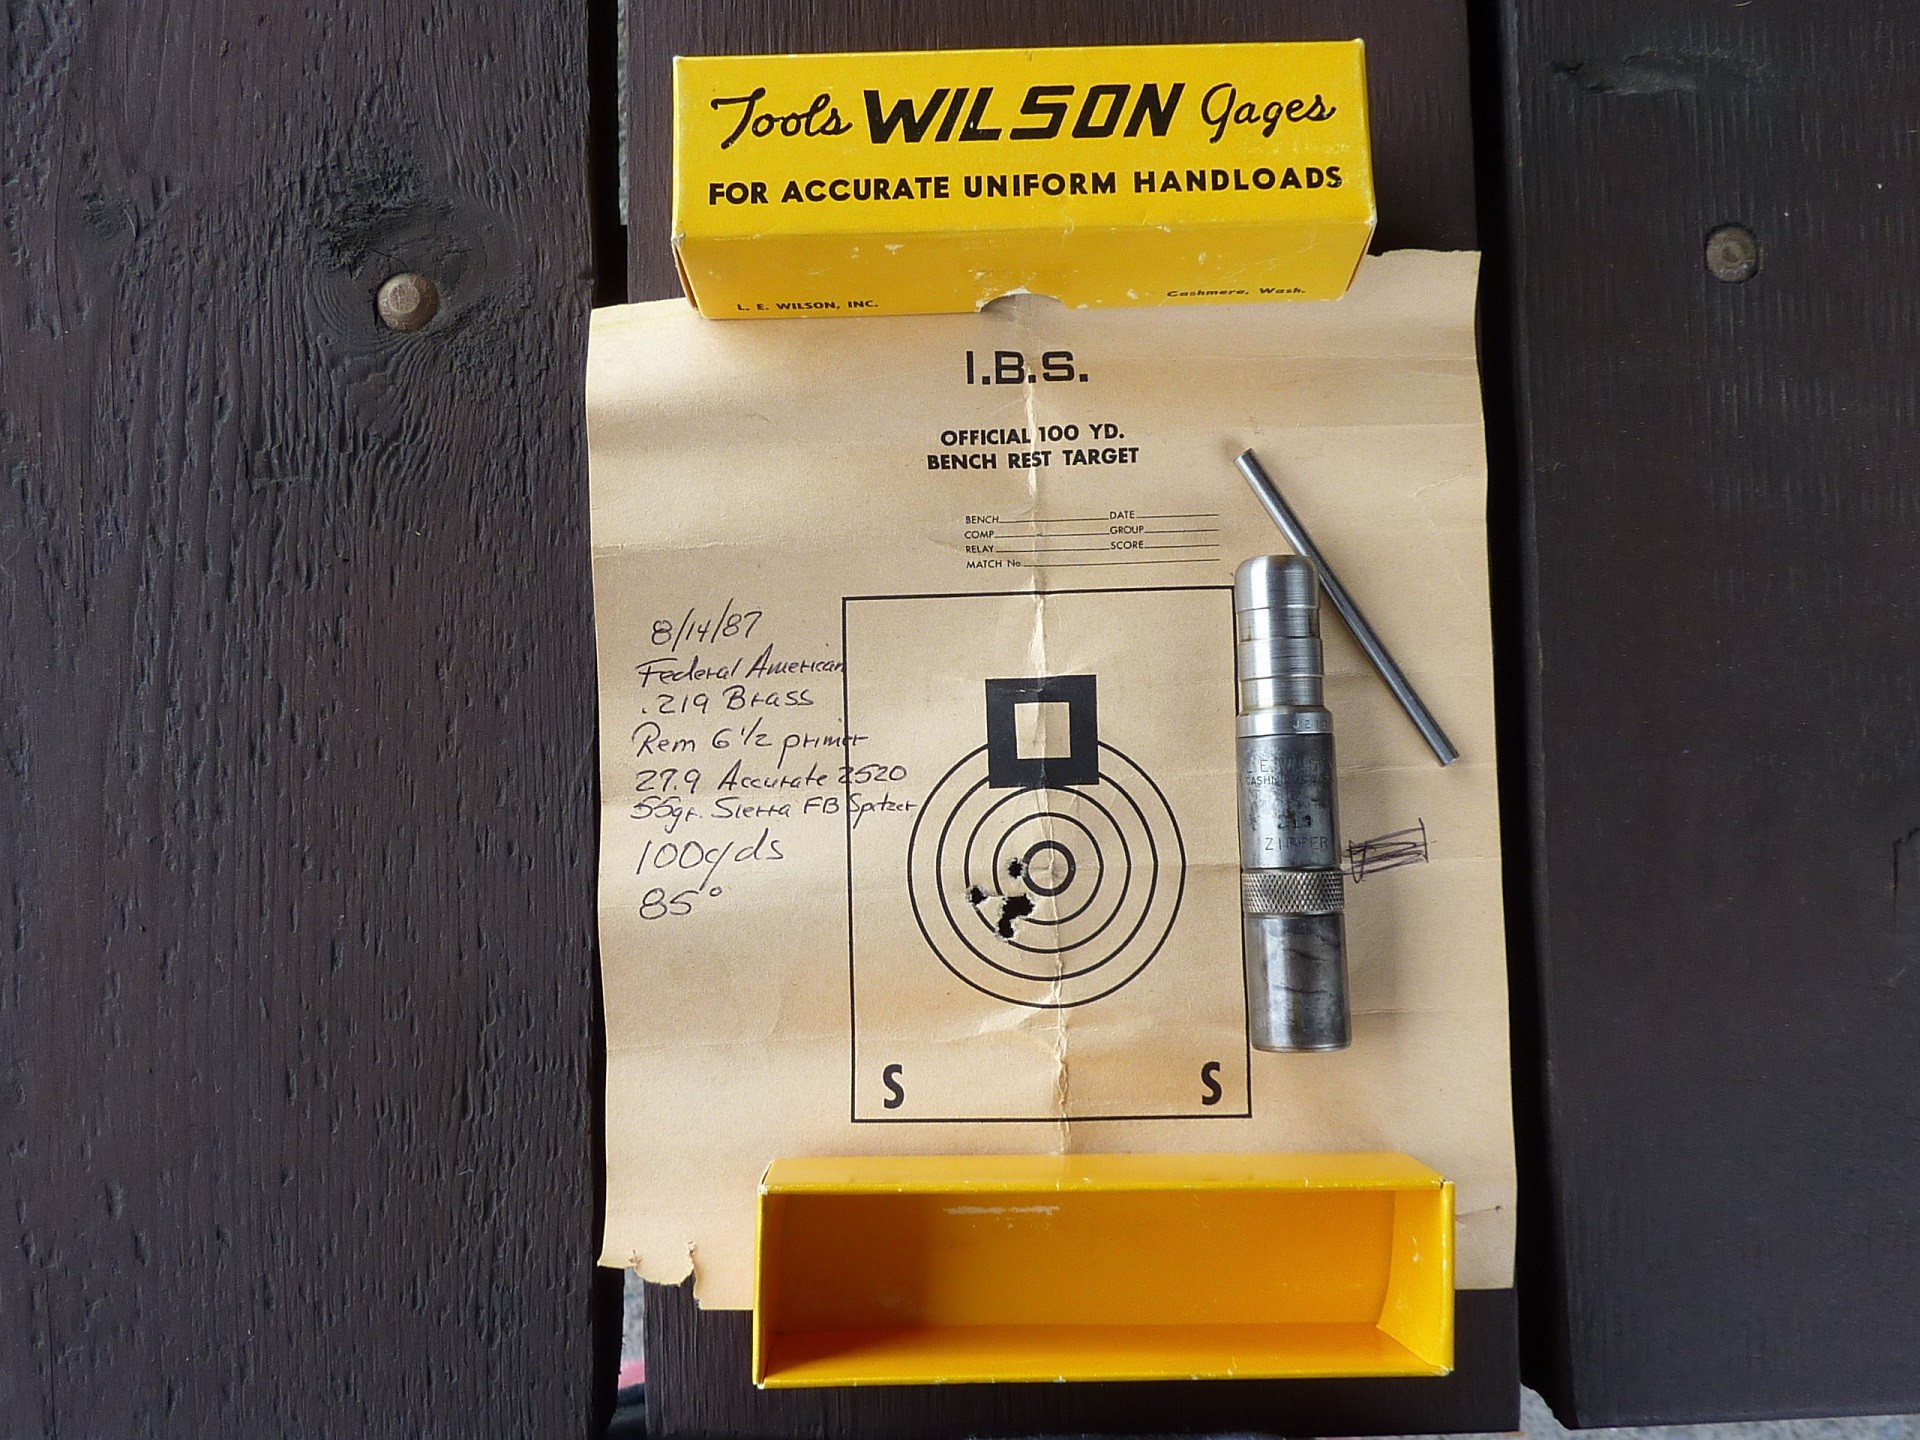 Tools WILSON Gages
FOR ACCURATE UNIFORM HANDLOADS
L. E. WILSON, INC.
Cashmere, Wash.
I.B.S.
OFFICIAL 100 YD.
BENCH REST TARGET
BENCH DATE
COMP. GROUP
RELAY SCORE
MATCH No.
8/14/87
Federal American
.219 Brass
Rem 6 1/2 primer
27.9 Accurate 2520
55gr. Sierra FB Spitzer
100yds
85°
219
ZIPPER
S S